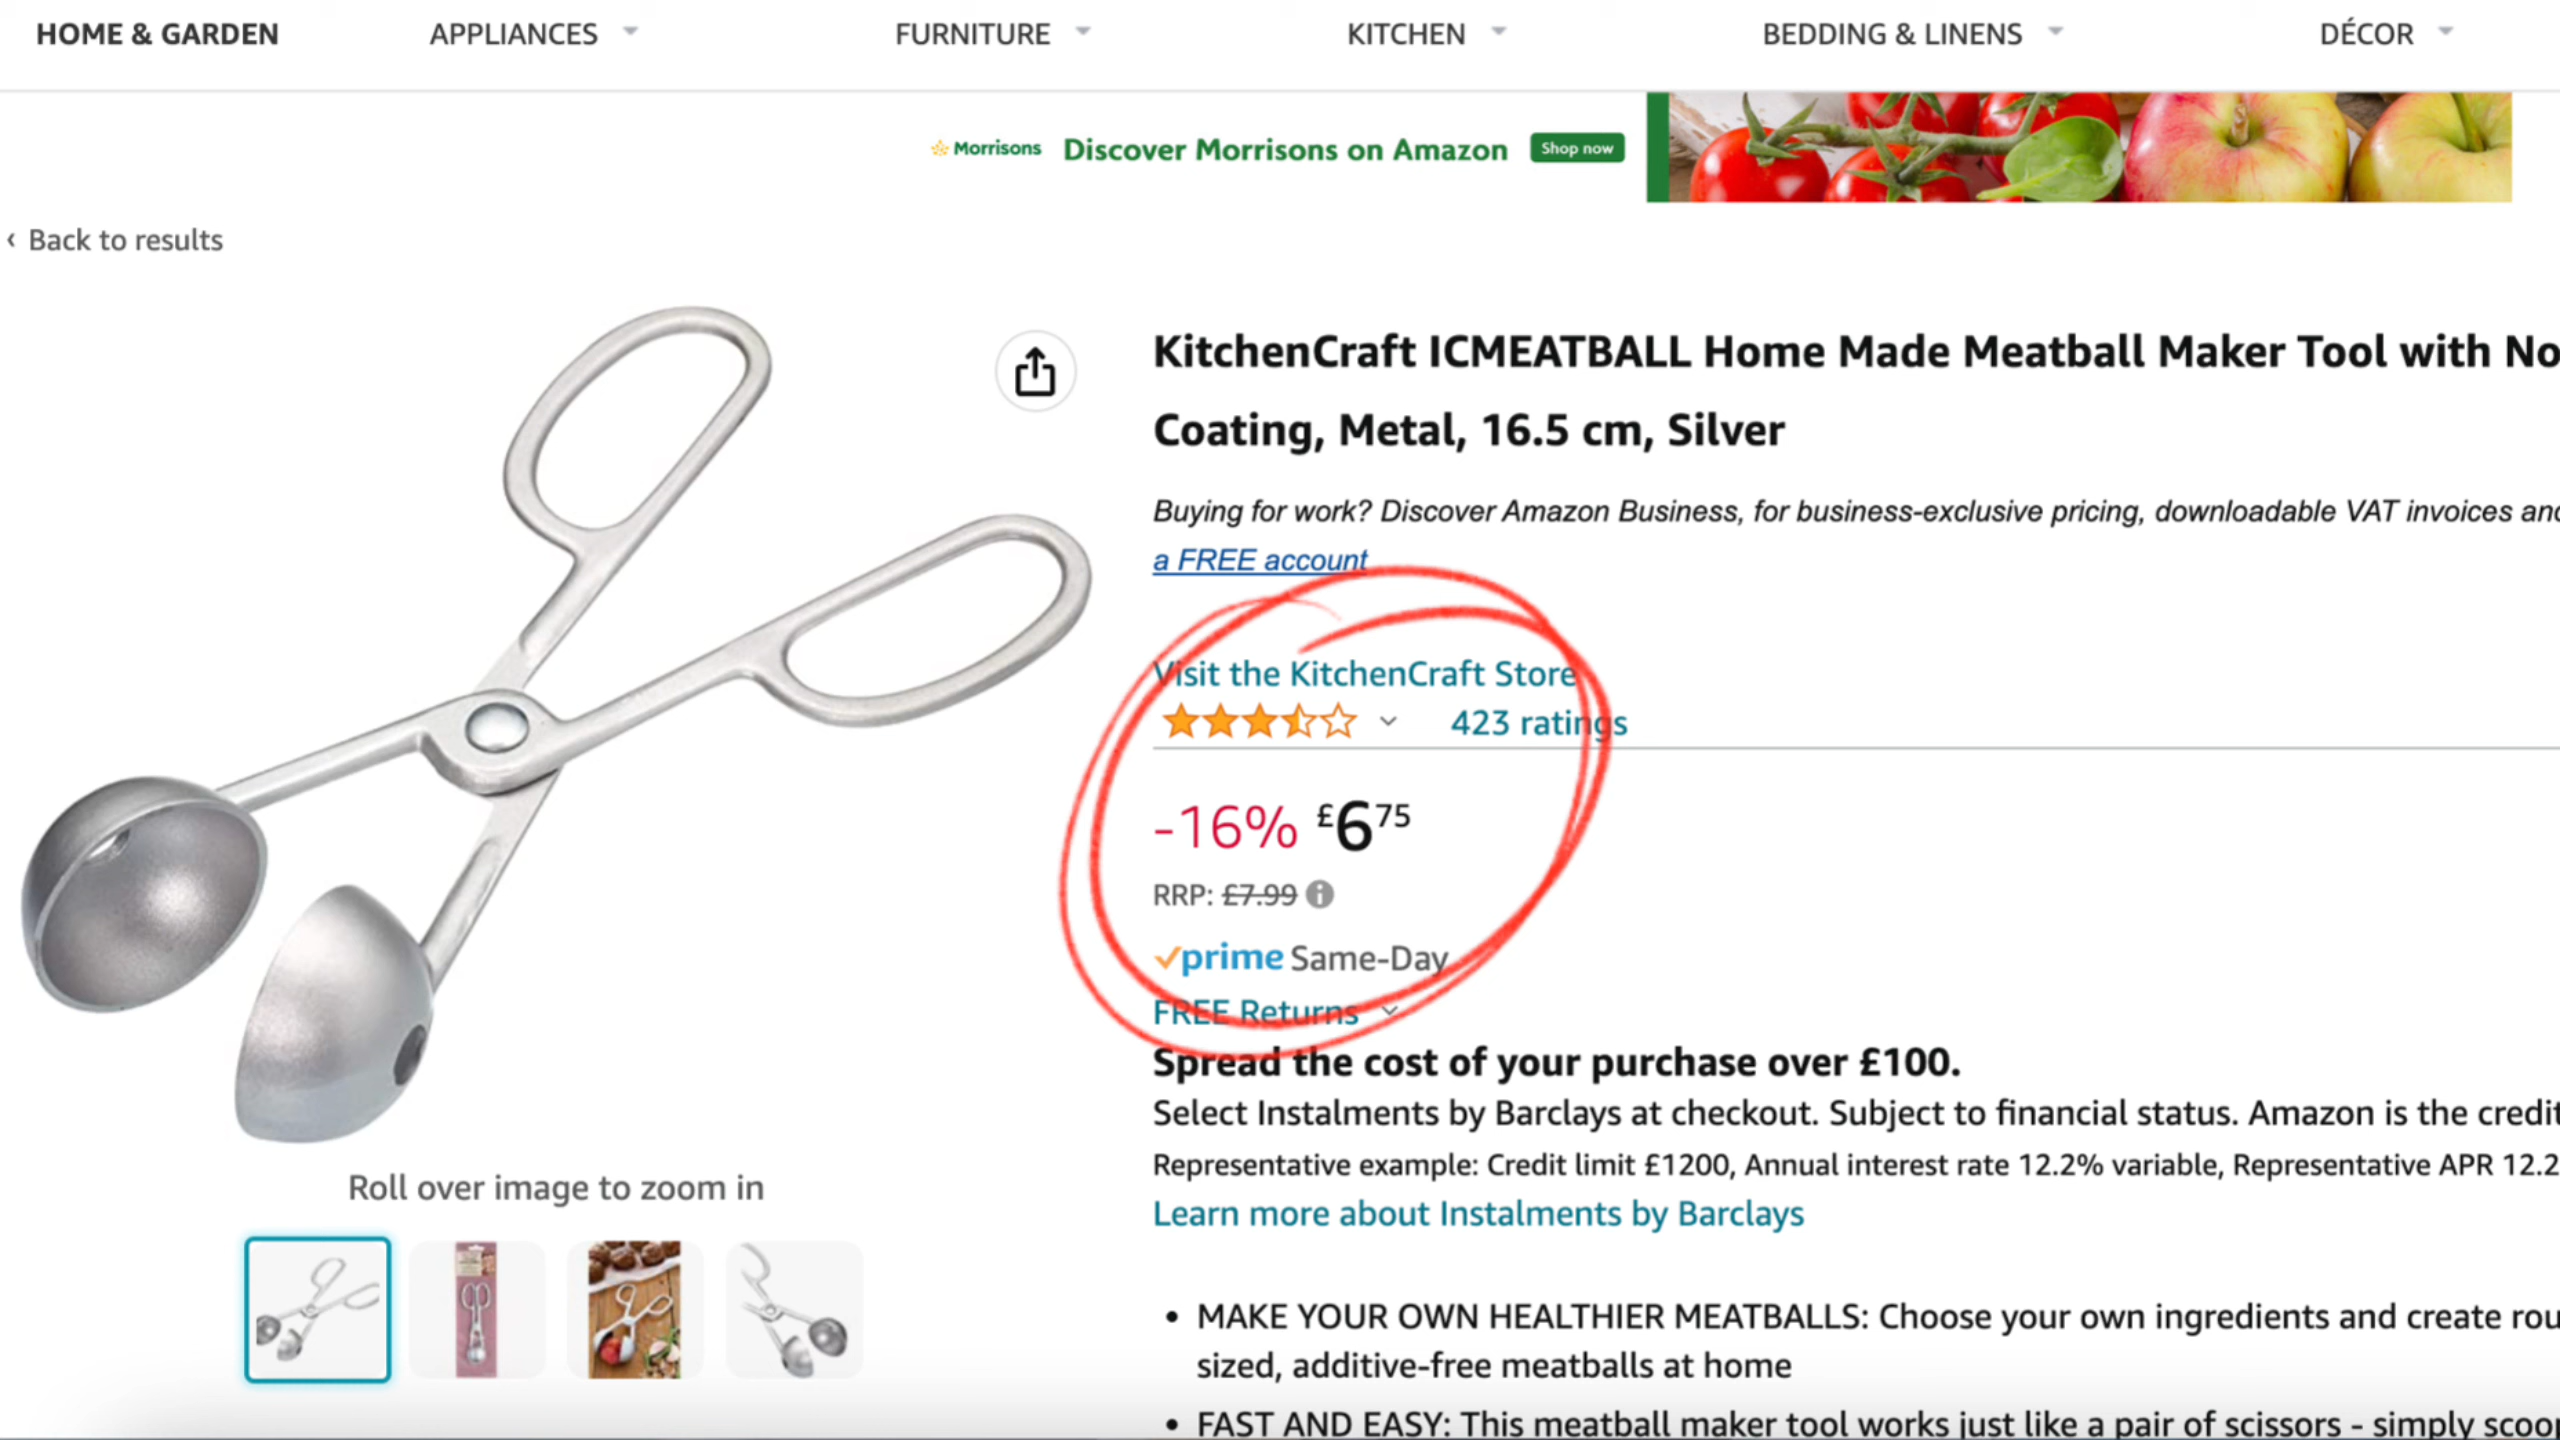 HOME & GARDEN APPLIANCES FURNITURE KITCHEN BEDDING & LINENS DÉCOR
Morrisons Discover Morrisons on Amazon Shop now
‹ Back to results
KitchenCraft ICMEATBALL Home Made Meatball Maker Tool with No
Coating, Metal, 16.5 cm, Silver
Buying for work? Discover Amazon Business, for business-exclusive pricing, downloadable VAT invoices and
a FREE account
Visit the KitchenCraft Store
423 ratings
-16% £6 75
RRP: £7.99
prime Same-Day
FREE Returns
Spread the cost of your purchase over £100.
Select Instalments by Barclays at checkout. Subject to financial status. Amazon is the credit
Representative example: Credit limit £1200, Annual interest rate 12.2% variable, Representative APR 12.2
Learn more about Instalments by Barclays
Roll over image to zoom in
• MAKE YOUR OWN HEALTHIER MEATBALLS: Choose your own ingredients and create rou
sized, additive-free meatballs at home
• FAST AND EASY: This meatball maker tool works just like a pair of scissors - simply scoop